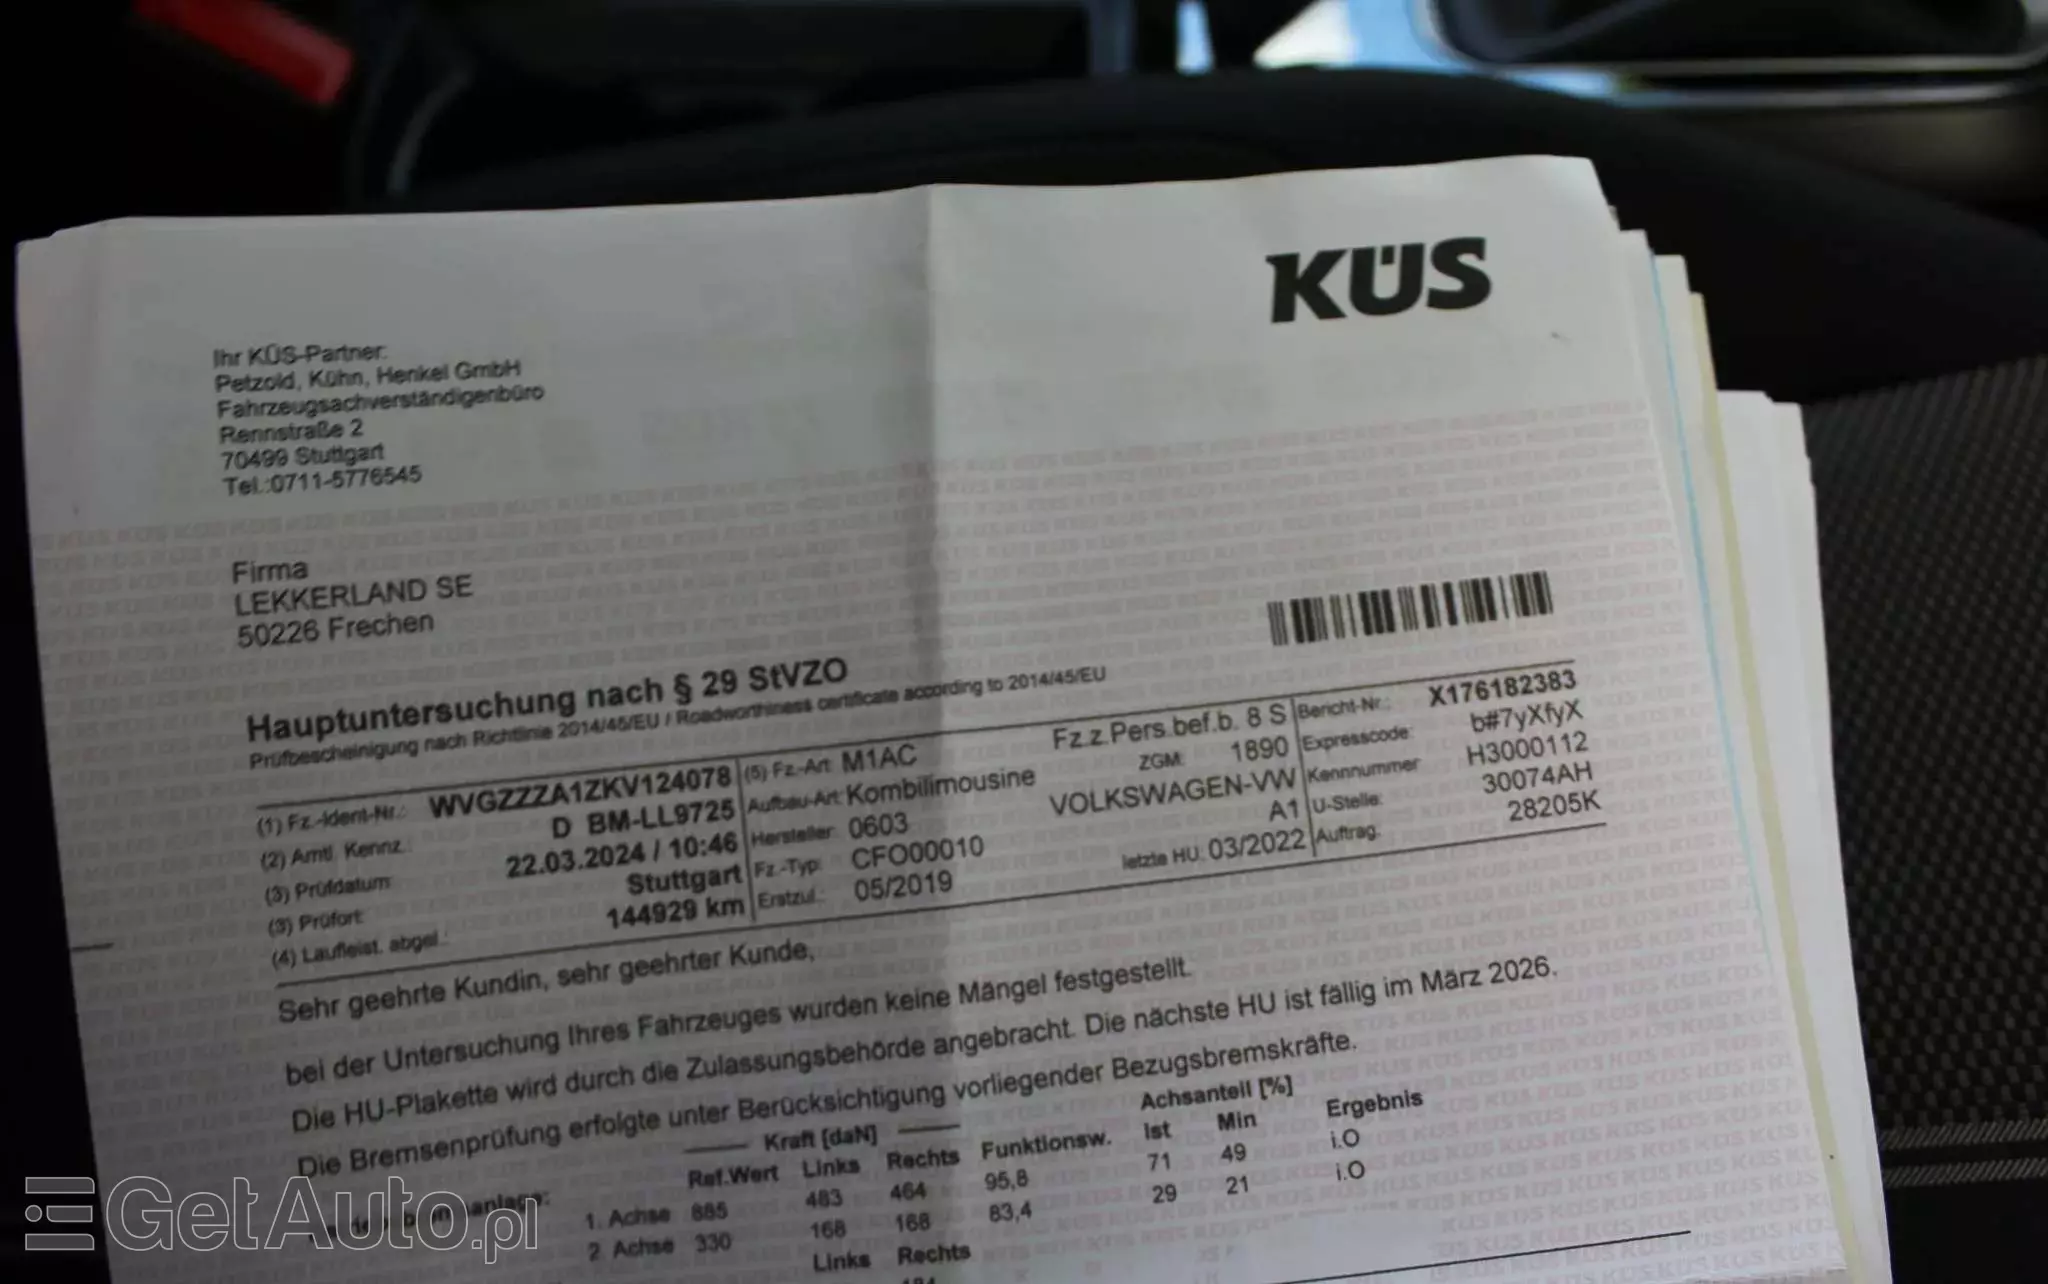 KÜS
Ihr KÜS-Partner:
Petzold, Kühn, Henkel GmbH
Fahrzeugsachverständigenbüro
Rennstraße 2
70499 Stuttgart
Tel.:0711-5776545
Firma
LEKKERLAND SE
50226 Frechen
Hauptuntersuchung nach § 29 StVZO
Prüfbescheinigung nach Richtlinie 2014/45/EU / Roadworthiness certificate according to 2014/45/EU
(1) Fz.-Ident-Nr.: WVGZZZA1ZKV124078 (5) Fz.-Art: M1AC Fz.z.Pers.bef.b. 8 S Bericht-Nr.: X176182383
(2) Amtl. Kennz.: D BM-LL9725 Aufbau-Art: Kombilimousine ZGM: 1890 Expresscode: b#7yXfyX
(3) Prüfdatum: 22.03.2024 / 10:46 Hersteller: 0603 VOLKSWAGEN-VW Kennnummer H3000112
(3) Prüfort: Stuttgart Fz.-Typ: CFO00010 A1 U-Stelle: 30074AH
(4) Laufleist. abgel.: 144929 km Erstzul.: 05/2019 letzte HU: 03/2022 Auftrag: 28205K
Sehr geehrte Kundin, sehr geehrter Kunde,
bei der Untersuchung Ihres Fahrzeuges wurden keine Mängel festgestellt.
Die HU-Plakette wird durch die Zulassungsbehörde angebracht. Die nächste HU ist fällig im März 2026.
Die Bremsenprüfung erfolgte unter Berücksichtigung vorliegender Bezugsbremskräfte.
Kraft [daN] Achsanteil [%]
Ref.Wert Links Rechts Funktionsw. Ist Min Ergebnis
1. Achse 885 483 464 95,8 71 49 i.O
2. Achse 330 168 168 83,4 29 21 i.O
Links Rechts
GetAuto.pl